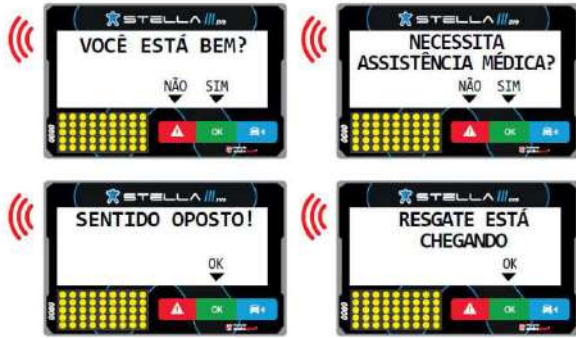 STELLA
VOCÊ ESTÁ BEM?
NÃO SIM
OK
STELLA
NECESSITA
ASSISTÊNCIA MÉDICA?
NÃO SIM
OK
STELLA
SENTIDO OPOSTO!
OK
OK
STELLA
RESGATE ESTÁ
CHEGANDO
OK
OK